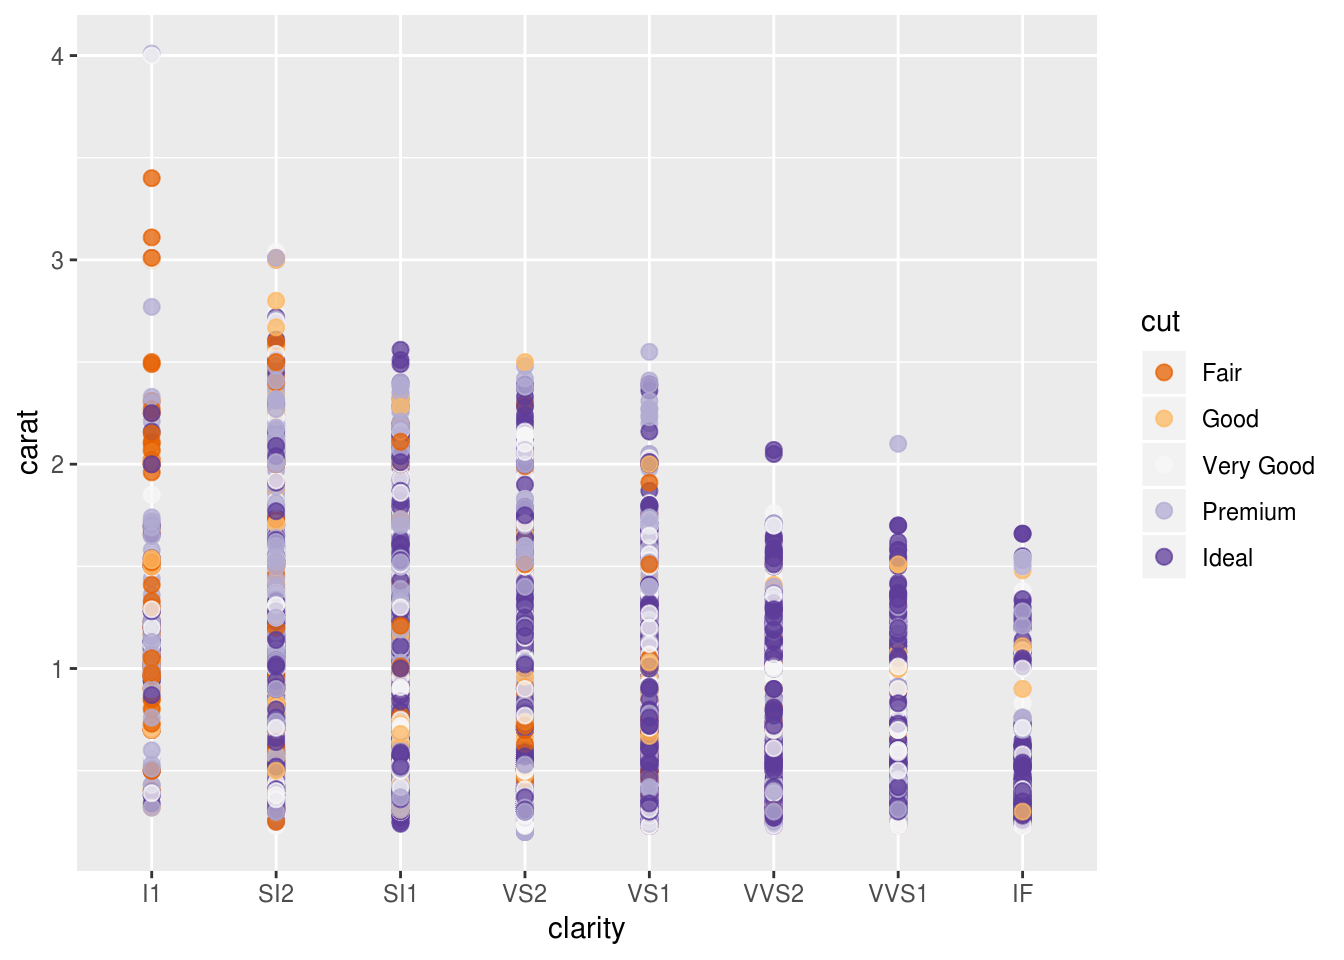 4
3
2
1
carat
I1 SI2 SI1 VS2 VS1 VVS2 VVS1 IF
clarity
cut
Fair
Good
Very Good
Premium
Ideal